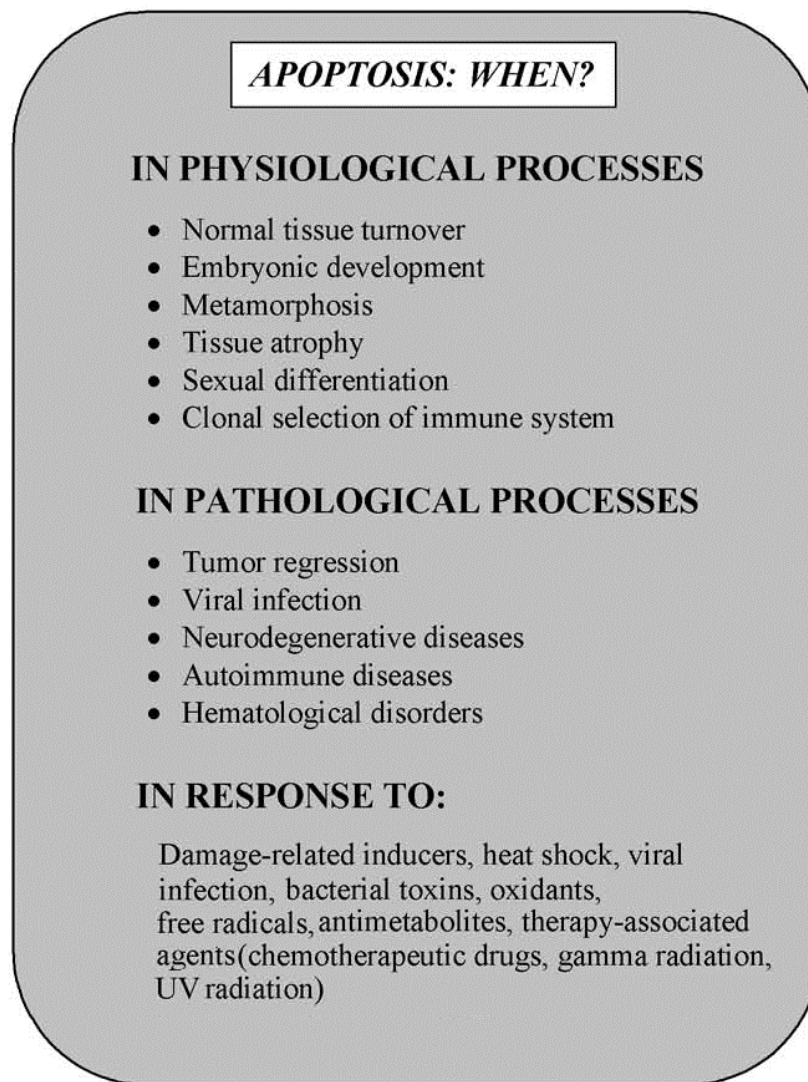 APOPTOSIS: WHEN?
IN PHYSIOLOGICAL PROCESSES
• Normal tissue turnover
• Embryonic development
• Metamorphosis
• Tissue atrophy
• Sexual differentiation
• Clonal selection of immune system
IN PATHOLOGICAL PROCESSES
• Tumor regression
• Viral infection
• Neurodegenerative diseases
• Autoimmune diseases
• Hematological disorders
IN RESPONSE TO:
Damage-related inducers, heat shock, viral
infection, bacterial toxins, oxidants,
free radicals, antimetabolites, therapy-associated
agents (chemotherapeutic drugs, gamma radiation,
UV radiation)